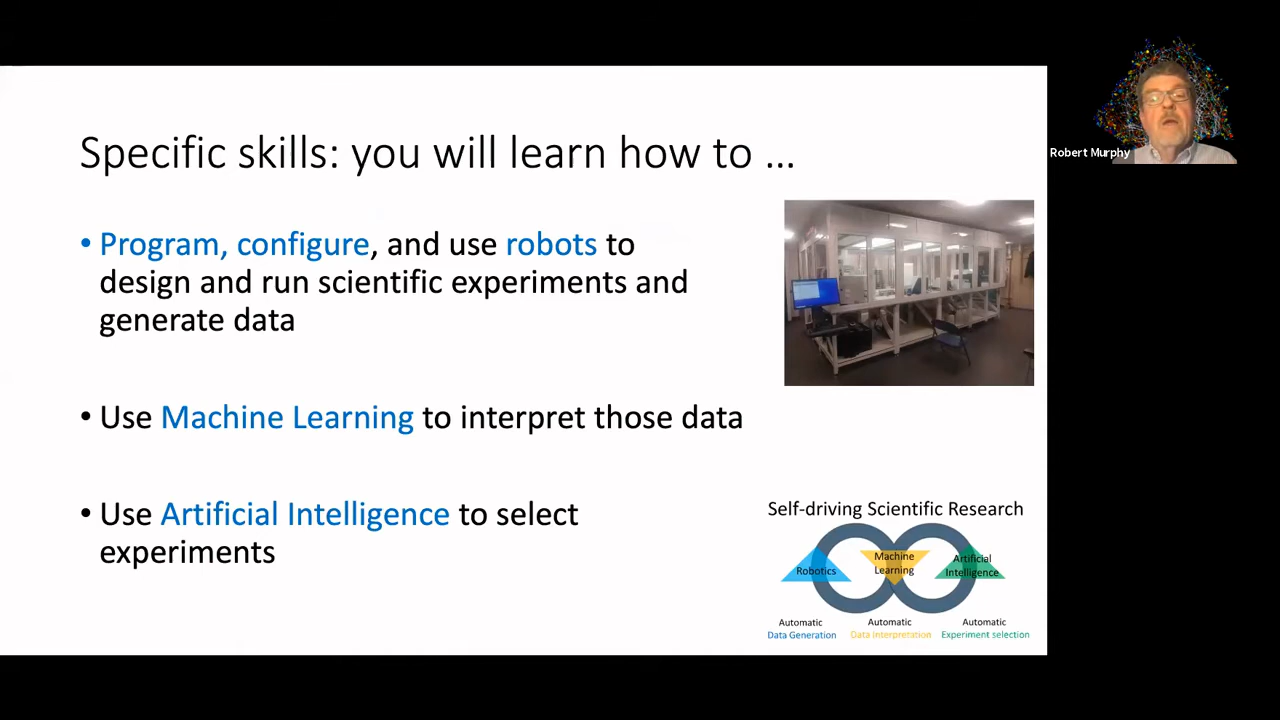 Specific skills: you will learn how to ...
• Program, configure, and use robots to
design and run scientific experiments and
generate data
• Use Machine Learning to interpret those data
• Use Artificial Intelligence to select
experiments
Robert Murphy
Self-driving Scientific Research
Robotics
Machine
Learning
Artificial
Intelligence
Automatic
Data Generation
Automatic
Data Interpretation
Automatic
Experiment selection